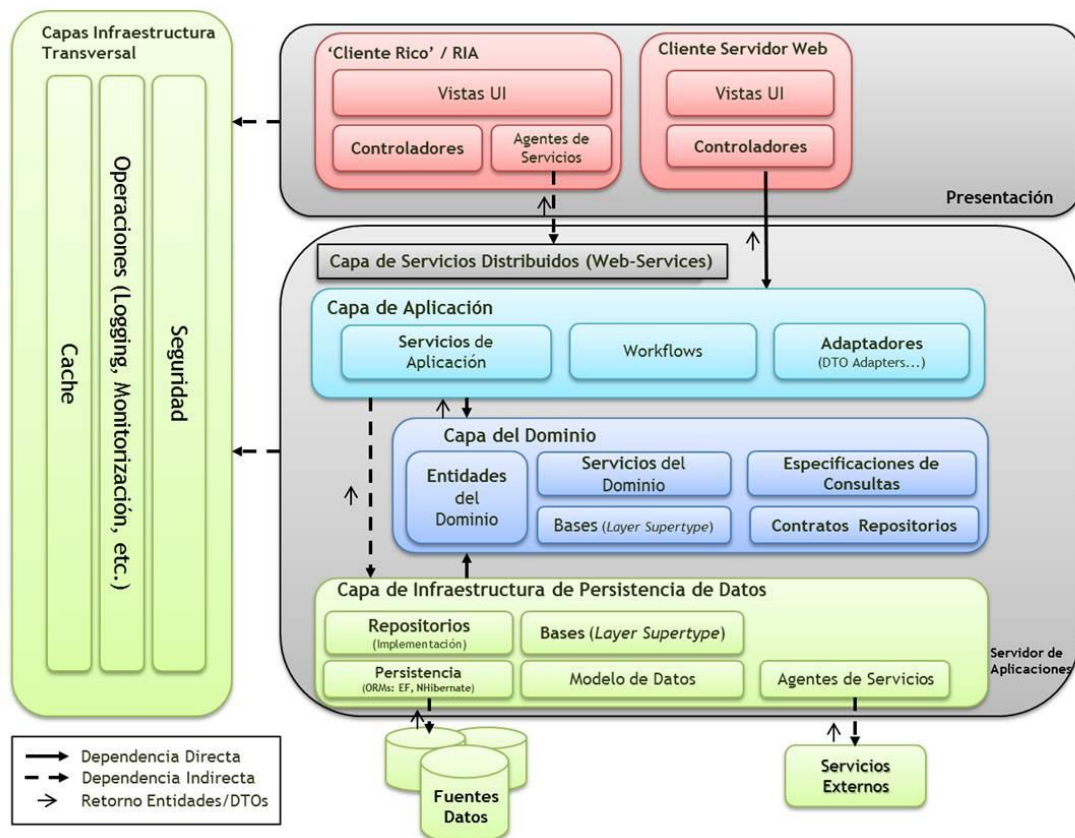 Capas Infraestructura
Transversal
Cache
Operaciones (Logging, Monitorización, etc.)
Seguridad
‘Cliente Rico’ / RIA
Vistas UI
Controladores
Agentes de
Servicios
Cliente Servidor Web
Vistas UI
Controladores
Presentación
Capa de Servicios Distribuidos (Web-Services)
Capa de Aplicación
Servicios de
Aplicación
Workflows
Adaptadores
(DTO Adapters...)
Capa del Dominio
Entidades
del
Dominio
Servicios del
Dominio
Especificaciones de
Consultas
Bases (Layer Supertype)
Contratos Repositorios
Capa de Infraestructura de Persistencia de Datos
Repositorios
(Implementación)
Bases (Layer Supertype)
Persistencia
(ORMs: EF, NHibernate)
Modelo de Datos
Agentes de Servicios
Servidor de
Aplicaciones
Fuentes
Datos
Servicios
Externos
Dependencia Directa
Dependencia Indirecta
Retorno Entidades/DTOs